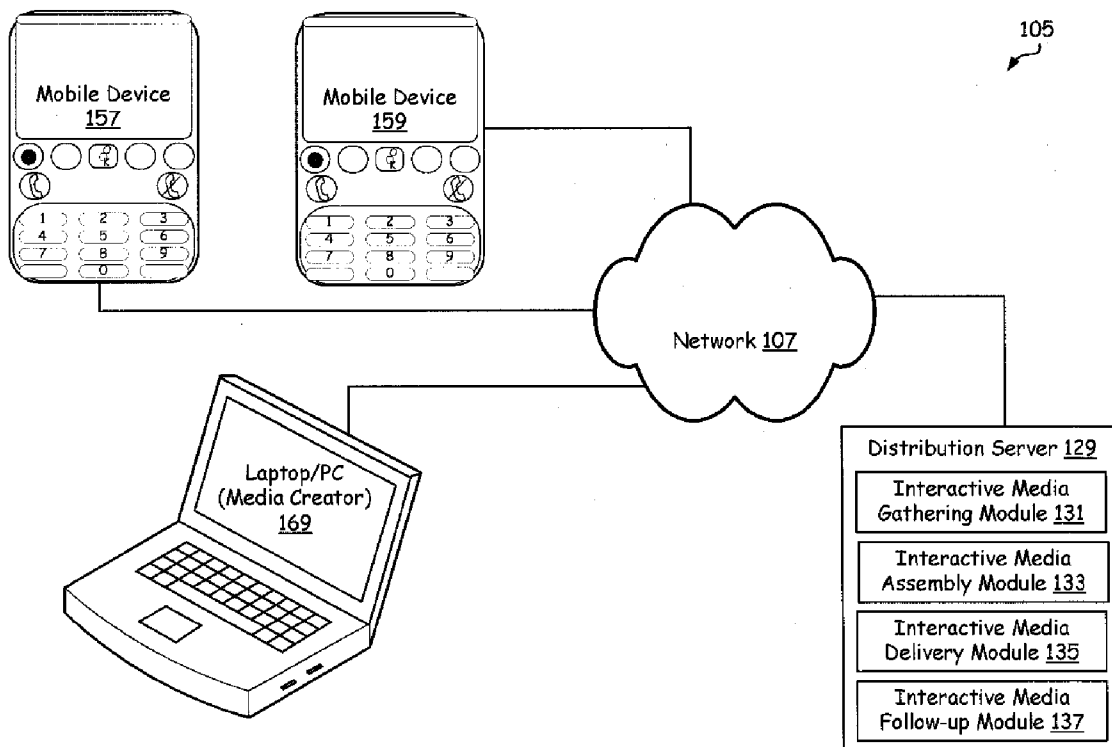 105
Mobile Device
157
Mobile Device
159
1 2 3
4 5 6
7 8 9
0
1 2 3
4 5 6
7 8 9
0
Network 107
Laptop/PC
(Media Creator)
169
Distribution Server 129
Interactive Media
Gathering Module 131
Interactive Media
Assembly Module 133
Interactive Media
Delivery Module 135
Interactive Media
Follow-up Module 137